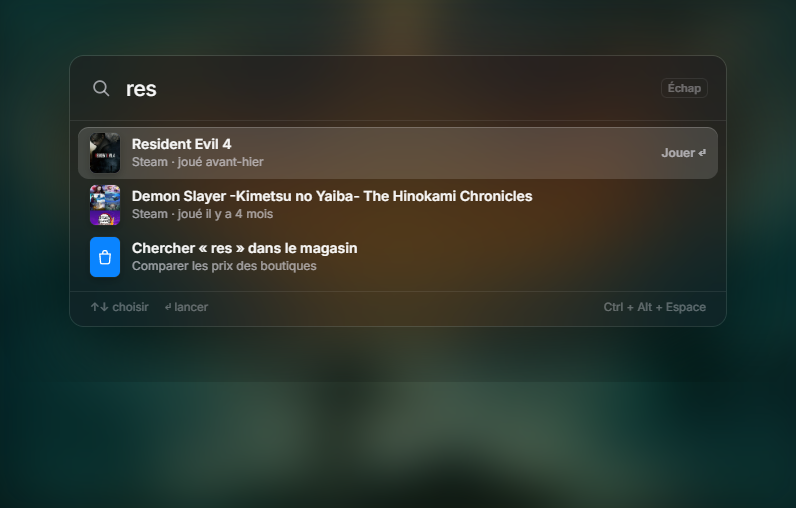 res
Échap
Resident Evil 4
Steam · joué avant-hier
Jouer ↵
Demon Slayer -Kimetsu no Yaiba- The Hinokami Chronicles
Steam · joué il y a 4 mois
Chercher « res » dans le magasin
Comparer les prix des boutiques
↑↓ choisir ↵ lancer
Ctrl + Alt + Espace